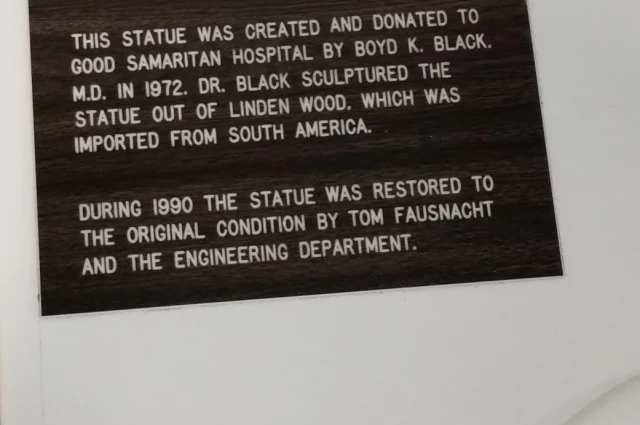 THIS STATUE WAS CREATED AND DONATED TO
GOOD SAMARITAN HOSPITAL BY BOYD K. BLACK.
M.D. IN 1972. DR. BLACK SCULPTURED THE
STATUE OUT OF LINDEN WOOD. WHICH WAS
IMPORTED FROM SOUTH AMERICA.
DURING 1990 THE STATUE WAS RESTORED TO
THE ORIGINAL CONDITION BY TOM FAUSNACHT
AND THE ENGINEERING DEPARTMENT.